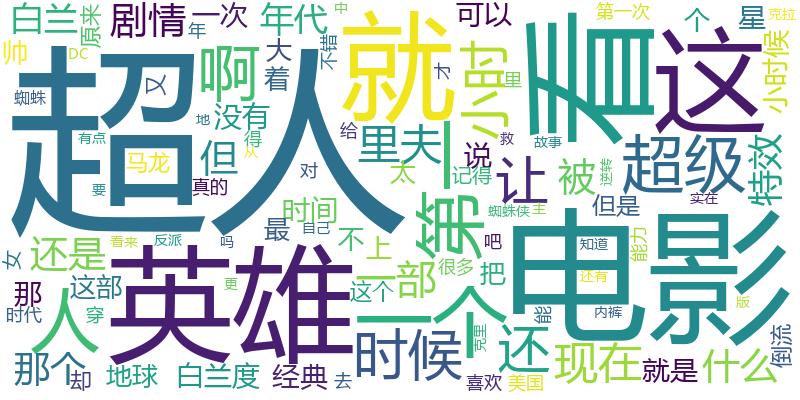 超人
英雄
电影
看
这
就
第一
一个
啊
超级
让
人
时候
还
现在
但
里夫
小时
特效
剧情
白兰
原来
年
一次
年代
中
可以
个
第一次
星
克拉
小时候
帅
DC
蜘蛛
又
大
着
不错
才
里
有点
地
没有
得
给
说
救
故事
被
逆转
马龙
从
要
真的
对
太
记得
蜘蛛侠
主
但是
实在
女
还是
看来
反派
吗
时间
最
自己
不
上
吧
知道
能力
那
这部
更
这个
一部
很多
把
还有
版
时代
穿
能
内裤
克里
倒流
那个
却
地球
白兰度
经典
去
喜欢
美国
就是
什么